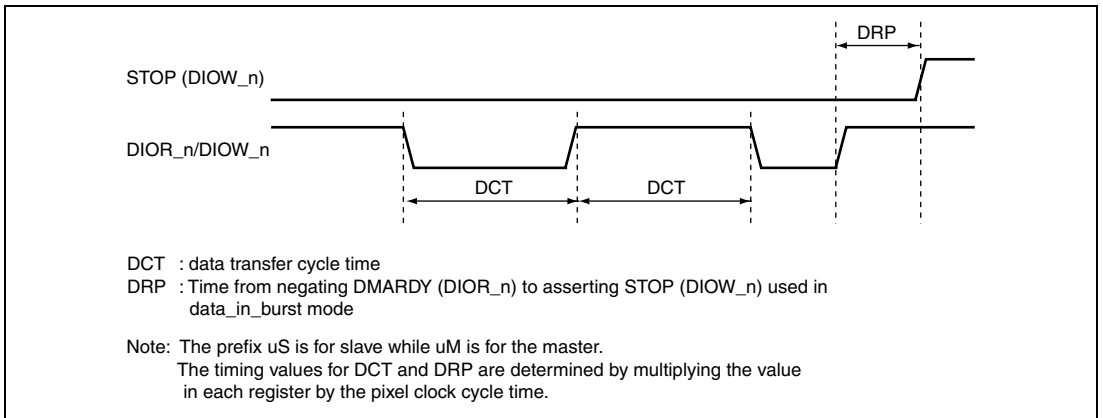 DRP
STOP (DIOW_n)
DIOR_n/DIOW_n
DCT DCT
DCT : data transfer cycle time
DRP : Time from negating DMARDY (DIOR_n) to asserting STOP (DIOW_n) used in
data_in_burst mode
Note: The prefix uS is for slave while uM is for the master.
The timing values for DCT and DRP are determined by multiplying the value
in each register by the pixel clock cycle time.